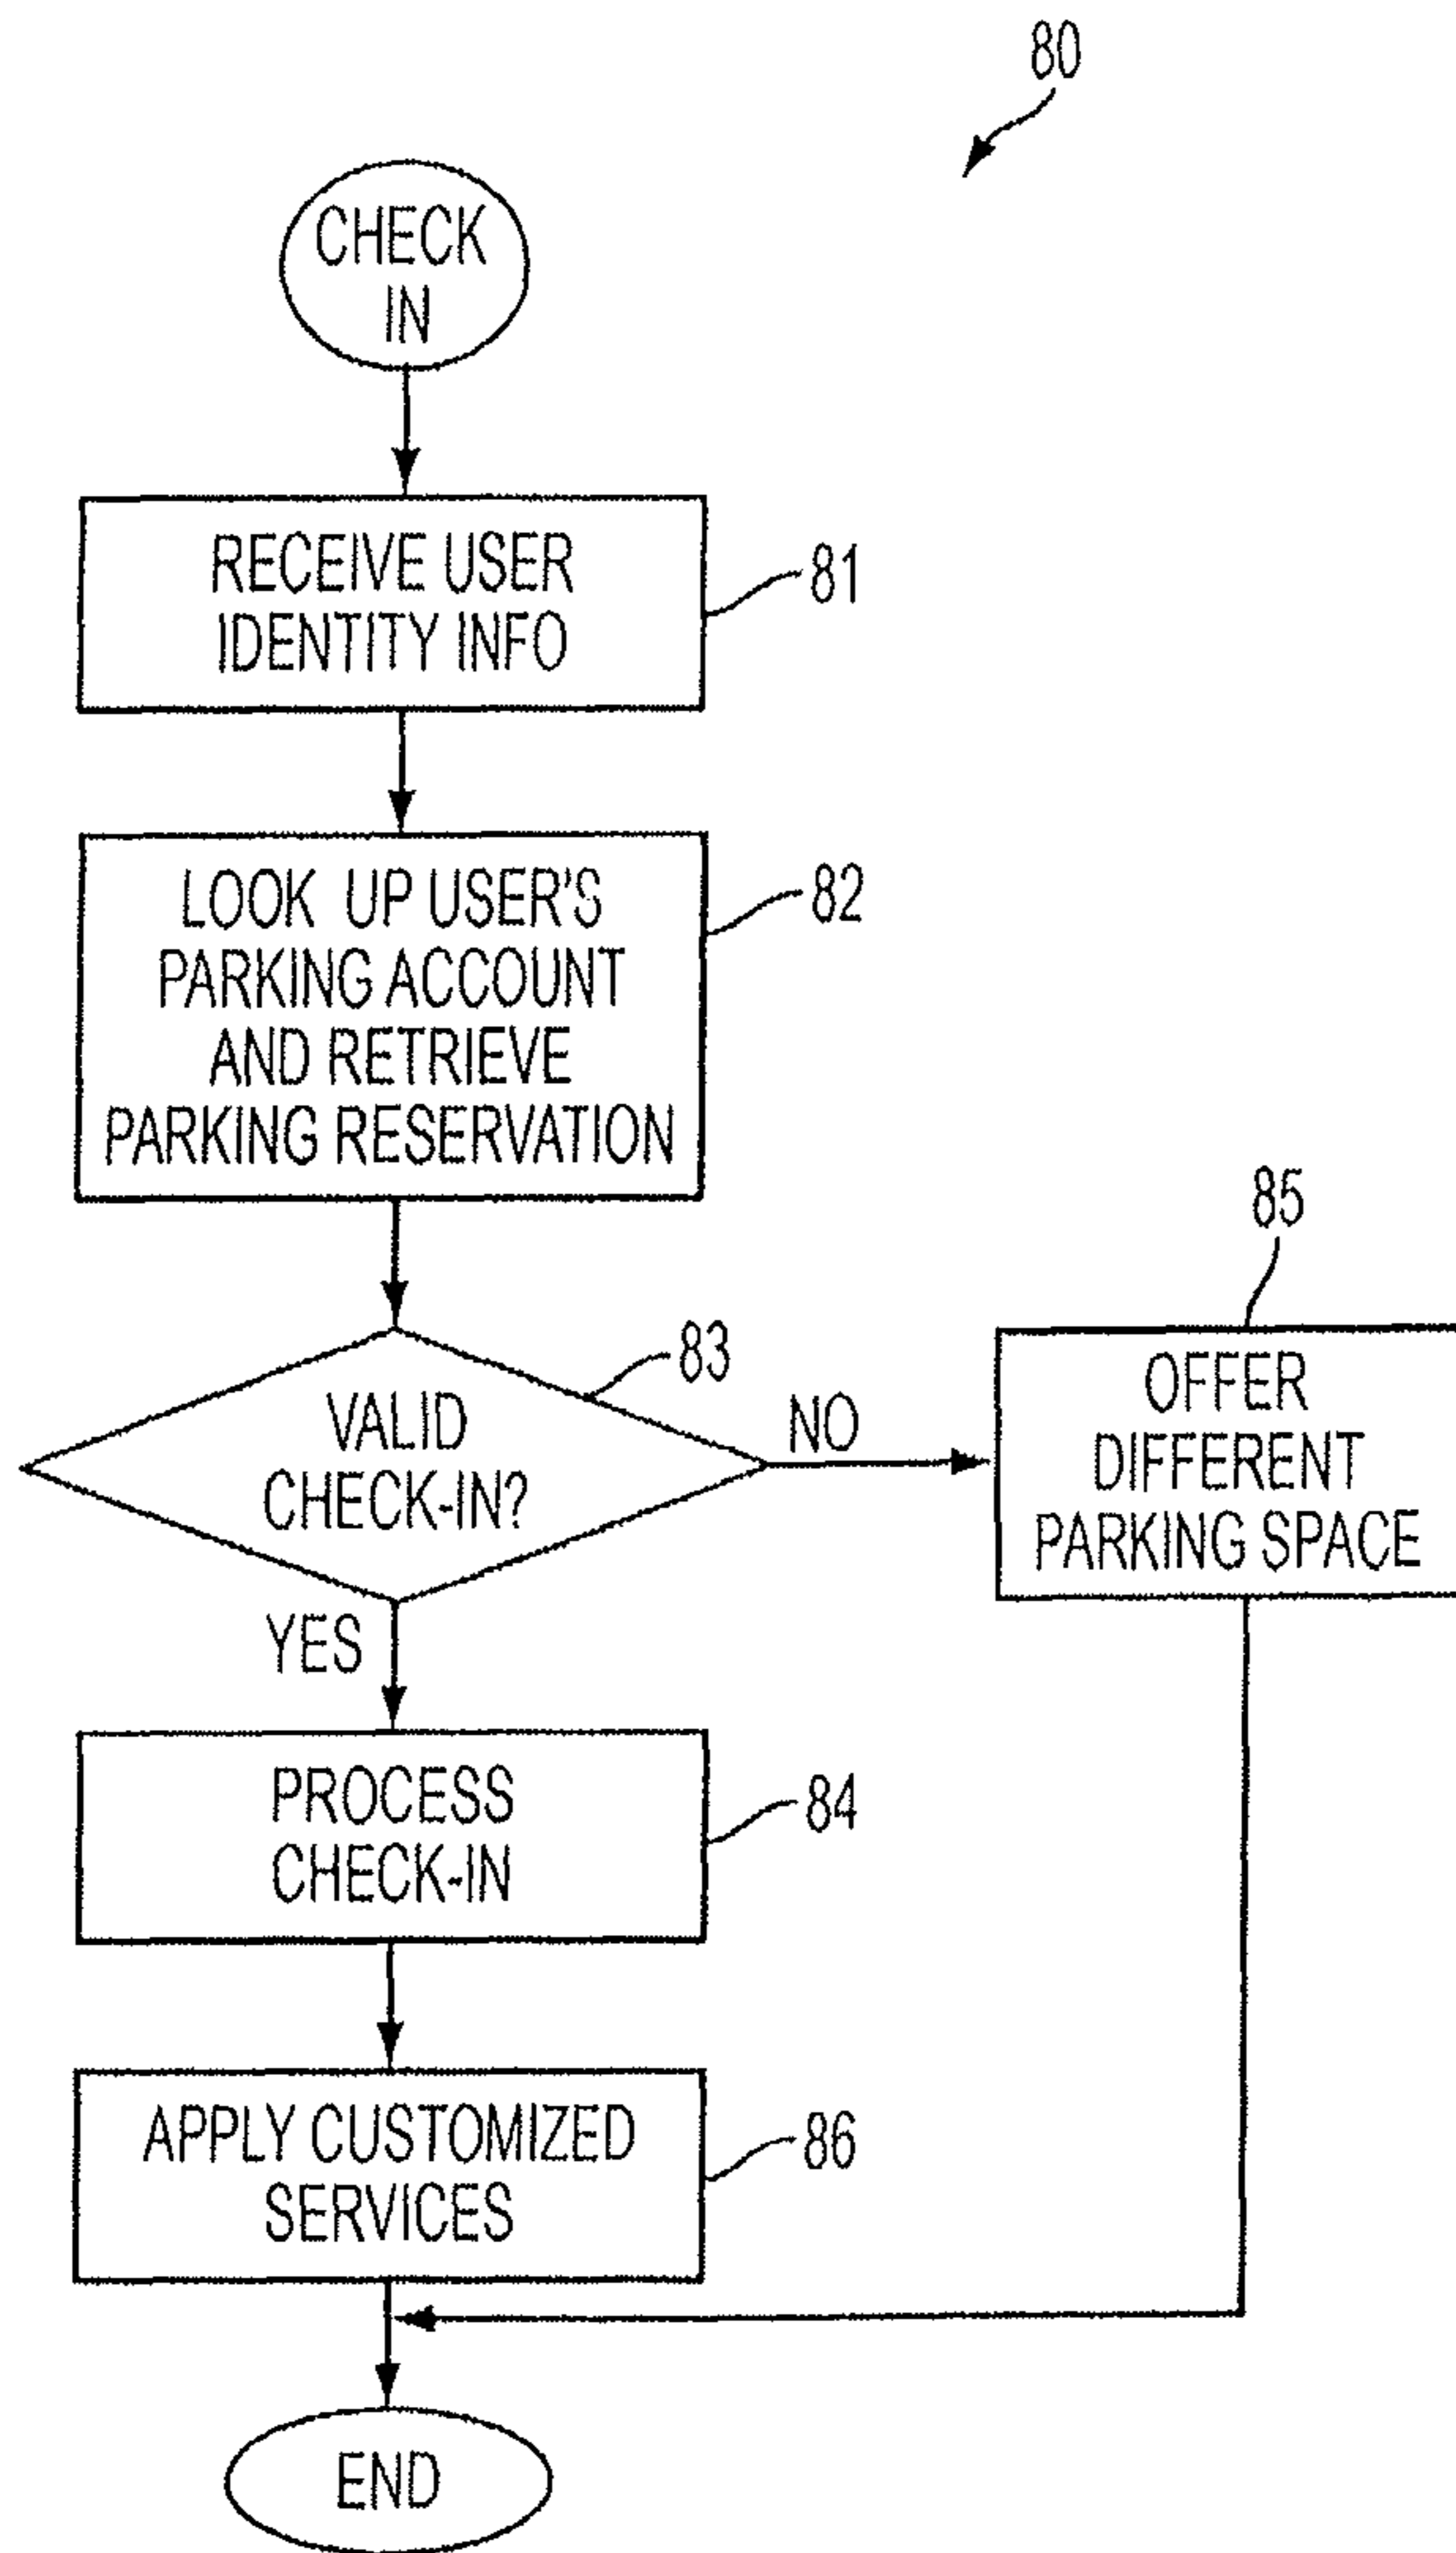 80
CHECK
IN
RECEIVE USER
IDENTITY INFO
81
LOOK UP USER'S
PARKING ACCOUNT
AND RETRIEVE
PARKING RESERVATION
82
VALID
CHECK-IN?
83
NO
YES
85
OFFER
DIFFERENT
PARKING SPACE
PROCESS
CHECK-IN
84
APPLY CUSTOMIZED
SERVICES
86
END